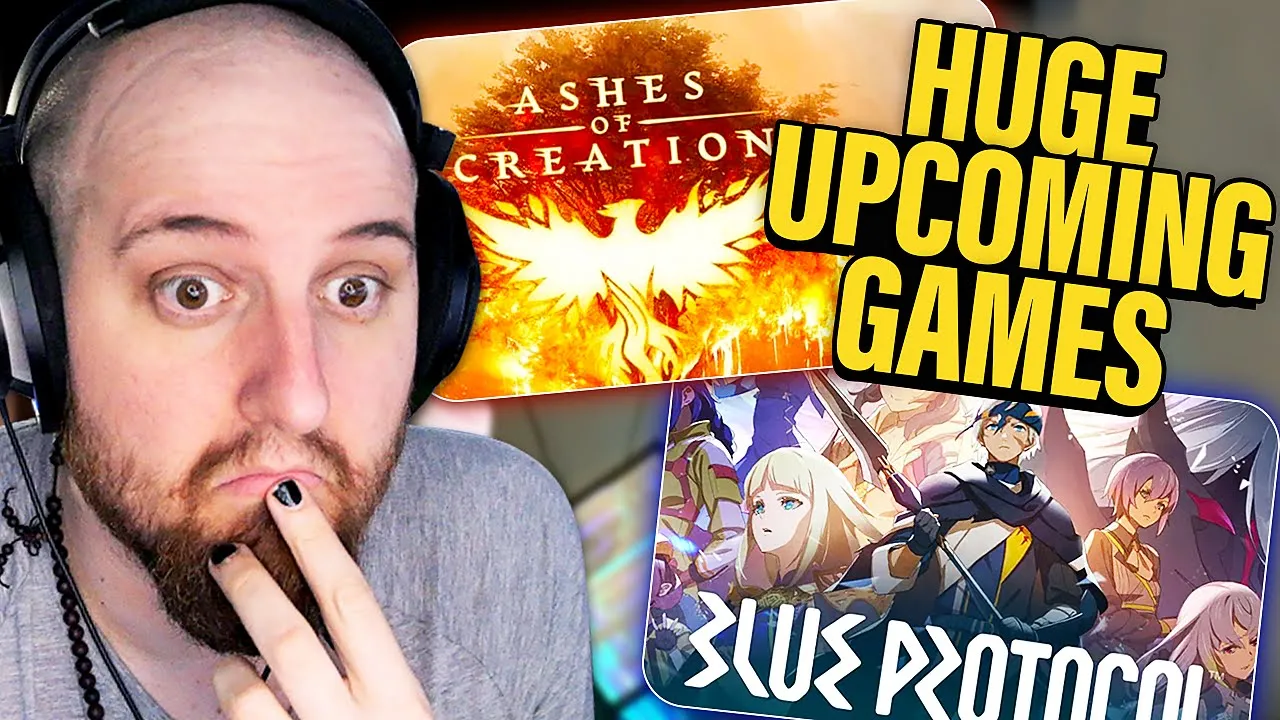 ASHES
OF
CREATION
HUGE
UPCOMING
GAMES
BLUE PROTOCOL